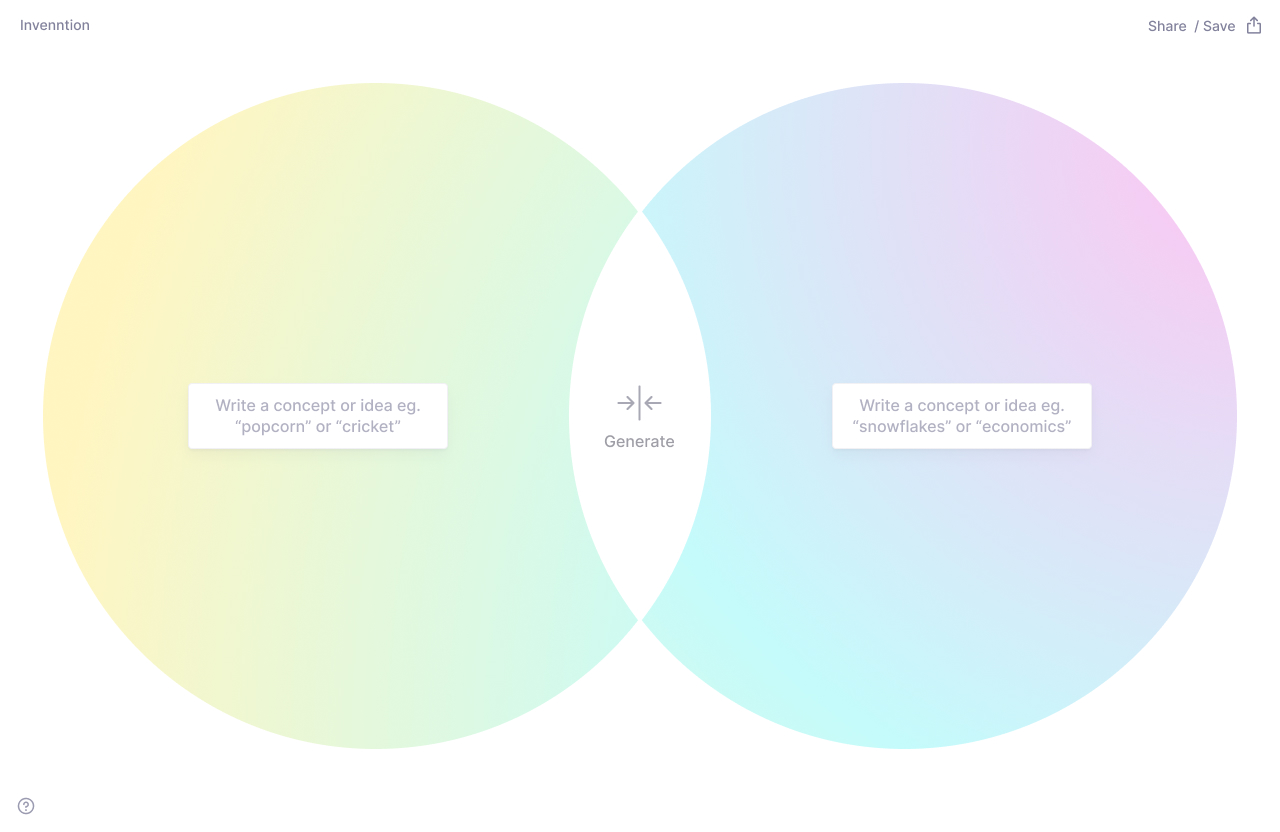 Invenntion
Share / Save
Write a concept or idea eg.
“popcorn” or “cricket”
Generate
Write a concept or idea eg.
“snowflakes” or “economics”
?